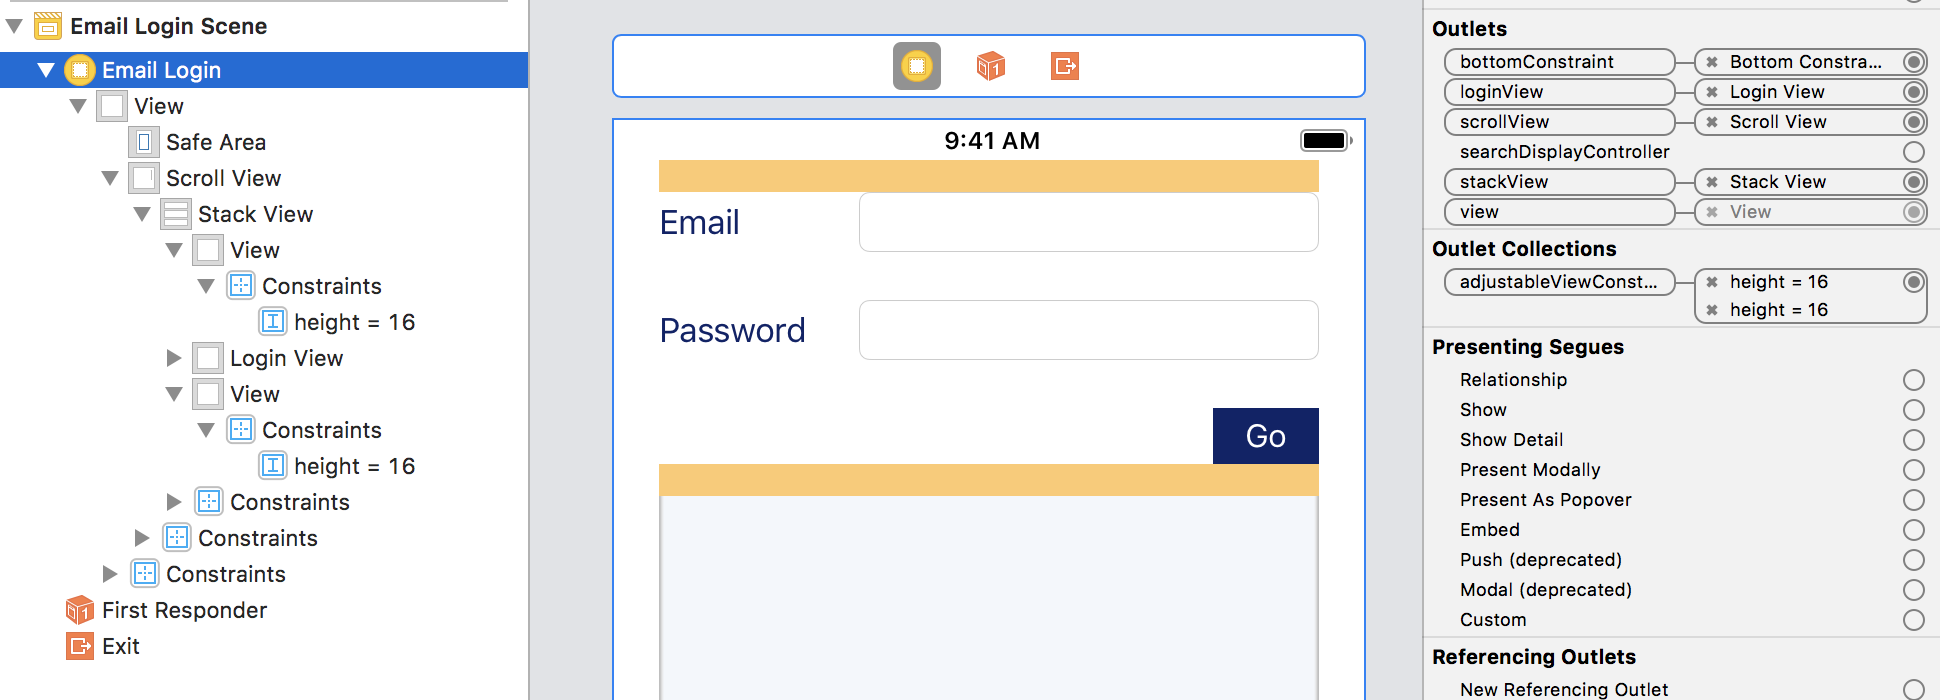 Email Login Scene
Email Login
View
Safe Area
Scroll View
Stack View
View
Constraints
height = 16
Login View
View
Constraints
height = 16
Constraints
Constraints
Constraints
First Responder
Exit
1
9:41 AM
Email
Password
Go
Outlets
bottomConstraint
Bottom Constra...
loginView
Login View
scrollView
Scroll View
searchDisplayController
stackView
Stack View
view
View
Outlet Collections
adjustableViewConst...
height = 16
height = 16
Presenting Segues
Relationship
Show
Show Detail
Present Modally
Present As Popover
Embed
Push (deprecated)
Modal (deprecated)
Custom
Referencing Outlets
New Referencing Outlet